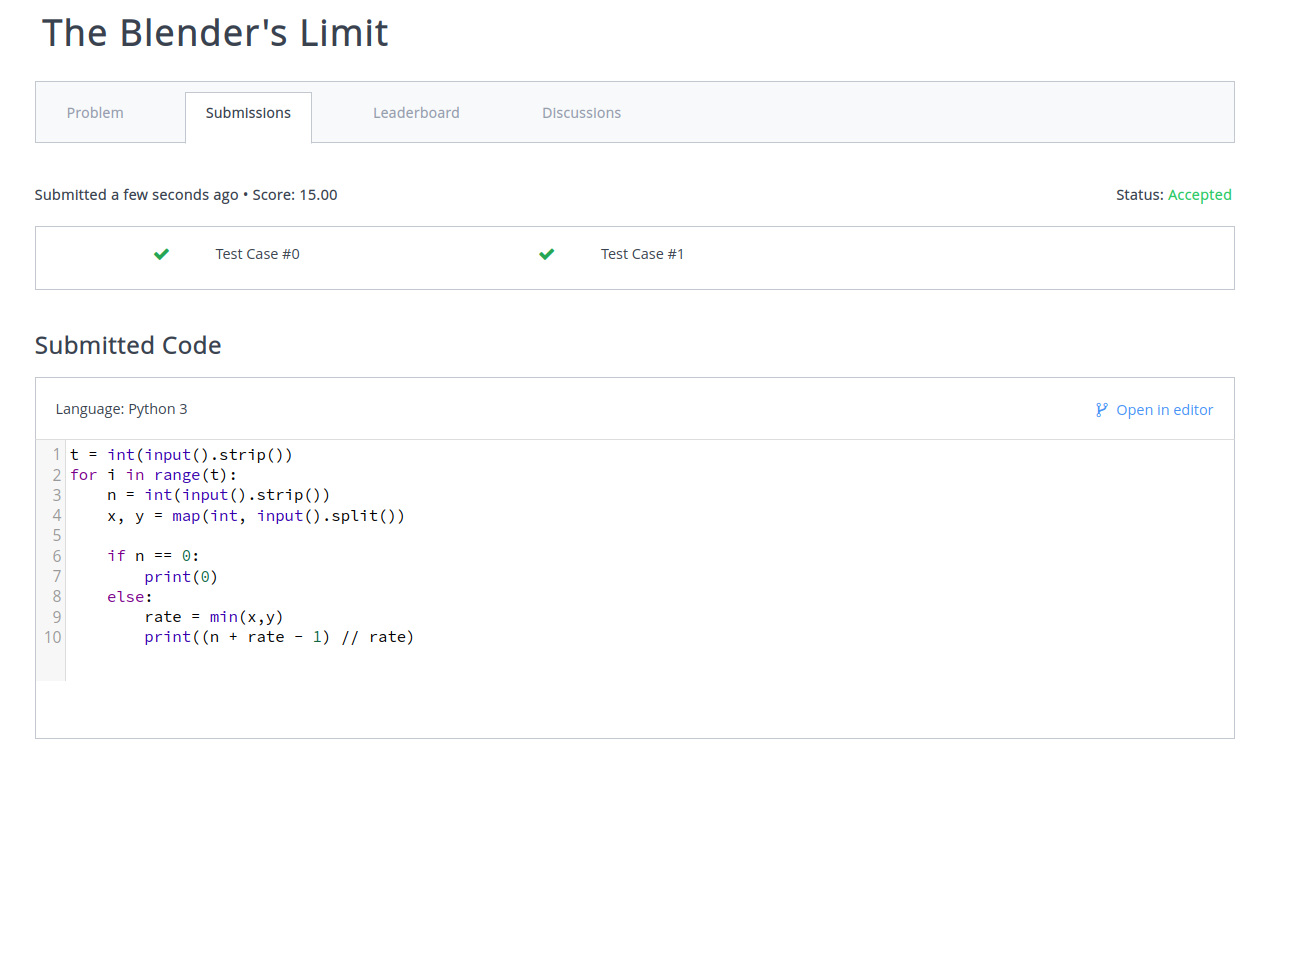 The Blender's Limit
Problem
Submissions
Leaderboard
Discussions
Submitted a few seconds ago • Score: 15.00
Status: Accepted
Test Case #0
Test Case #1
Submitted Code
Language: Python 3
Open in editor
1 t = int(input().strip())
2 for i in range(t):
3     n = int(input().strip())
4     x, y = map(int, input().split())
5
6     if n == 0:
7         print(0)
8     else:
9         rate = min(x,y)
10         print((n + rate - 1) // rate)